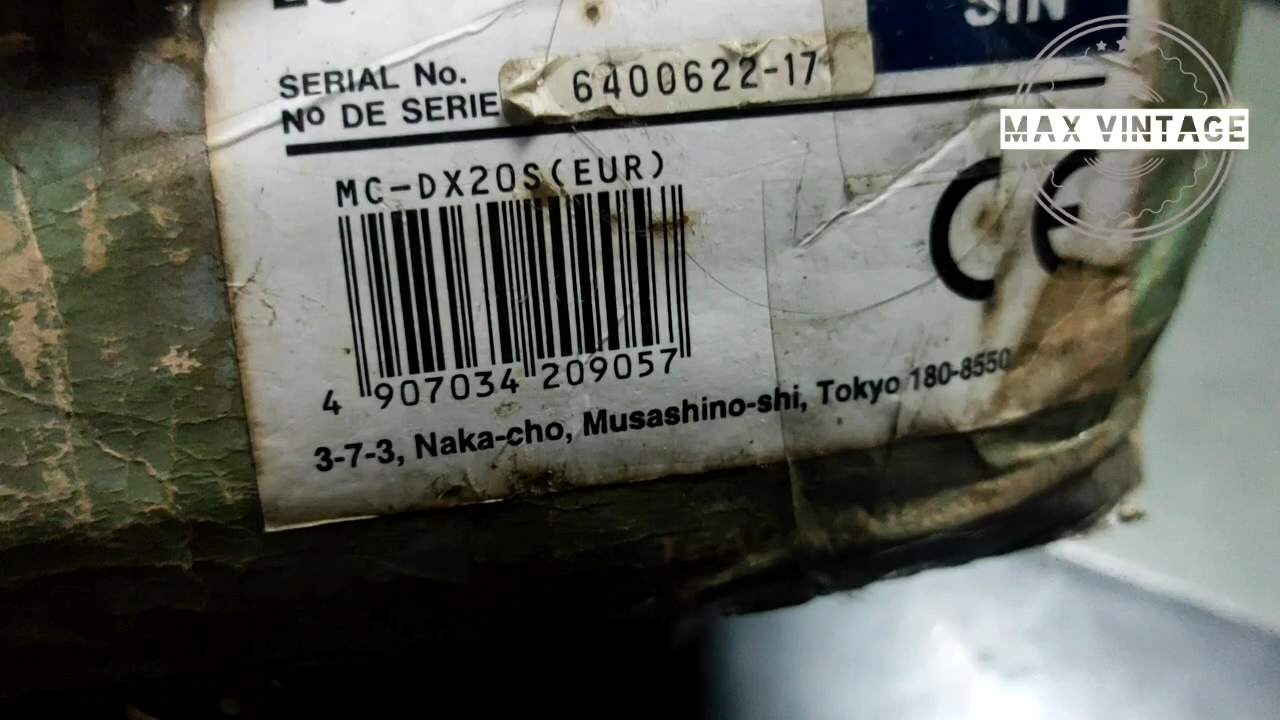 SIN
SERIAL No. 6400622-17
Nº DE SERIE
MC-DX20S(EUR)
4 907034 209057
CE
3-7-3, Naka-cho, Musashino-shi, Tokyo 180-8550
MAX VINTAGE